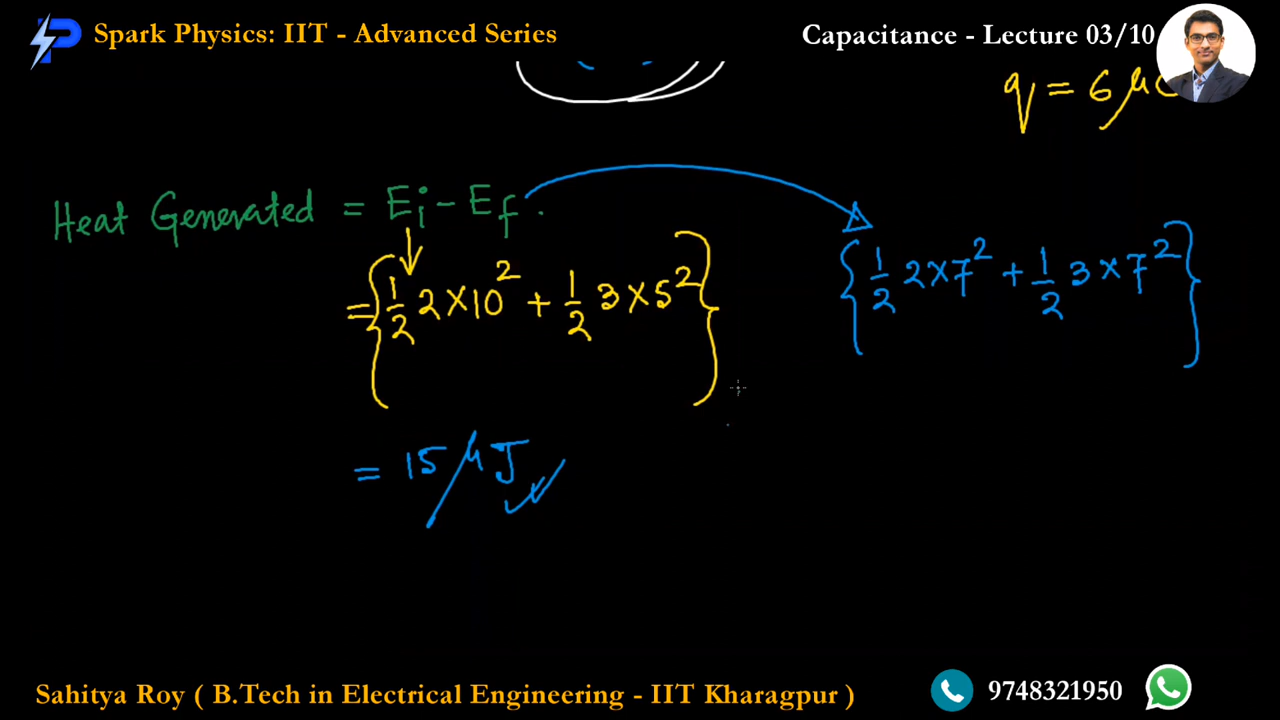 Spark Physics: IIT - Advanced Series
Capacitance - Lecture 03/10
q = 6 μC
Heat Generated = Ei - Ef.
= {1/2 2×10² + 1/2 3×5²}
{1/2 2×7² + 1/2 3×7²}
= 15 μJ
Sahitya Roy ( B.Tech in Electrical Engineering - IIT Kharagpur )
9748321950